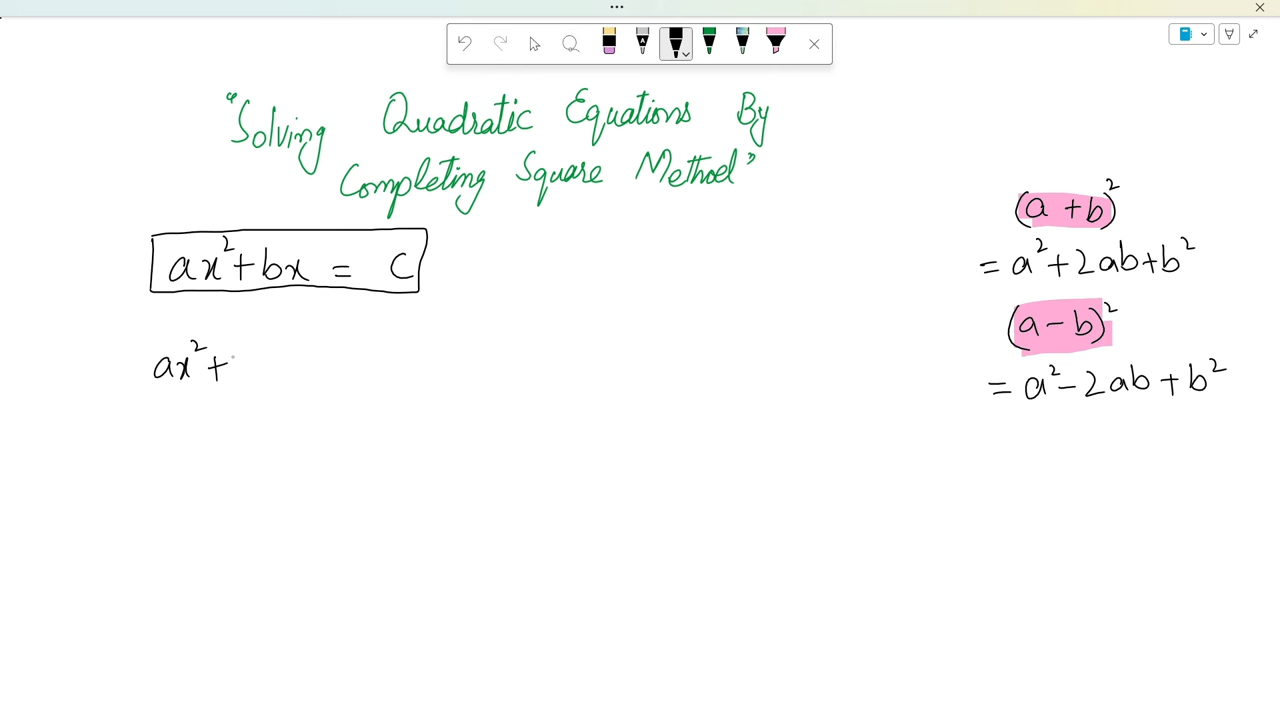 "Solving Quadratic Equations By
Completing Square Method"
ax² + bx = c
ax² +
(a + b)²
= a² + 2ab + b²
(a - b)²
= a² - 2ab + b²